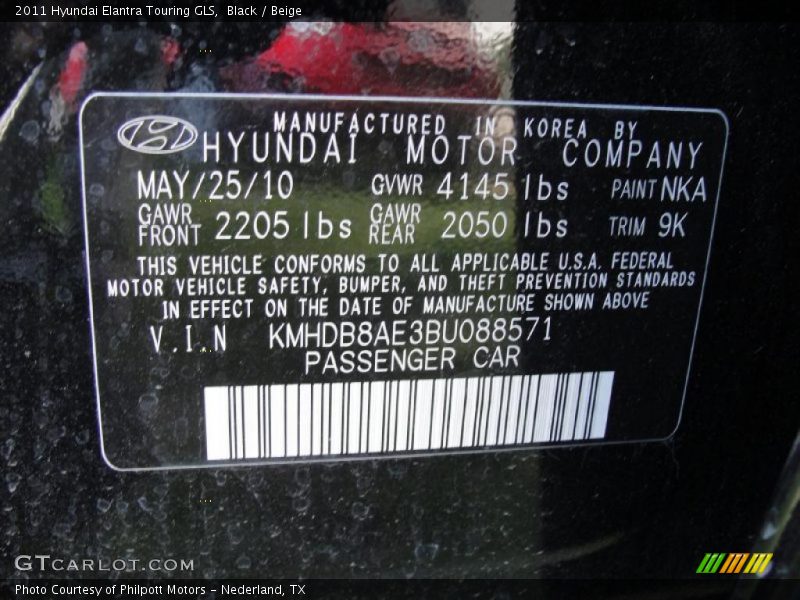 2011 Hyundai Elantra Touring GLS,  Black / Beige
MANUFACTURED IN KOREA BY
HYUNDAI MOTOR COMPANY
MAY/25/10 GVWR 4145 lbs PAINT NKA
GAWR FRONT 2205 lbs GAWR REAR 2050 lbs TRIM 9K
THIS VEHICLE CONFORMS TO ALL APPLICABLE U.S.A. FEDERAL
MOTOR VEHICLE SAFETY, BUMPER, AND THEFT PREVENTION STANDARDS
IN EFFECT ON THE DATE OF MANUFACTURE SHOWN ABOVE
V.I.N KMHDB8AE3BU088571
PASSENGER CAR
GTCARLOT.COM
Photo Courtesy of Philpott Motors - Nederland, TX